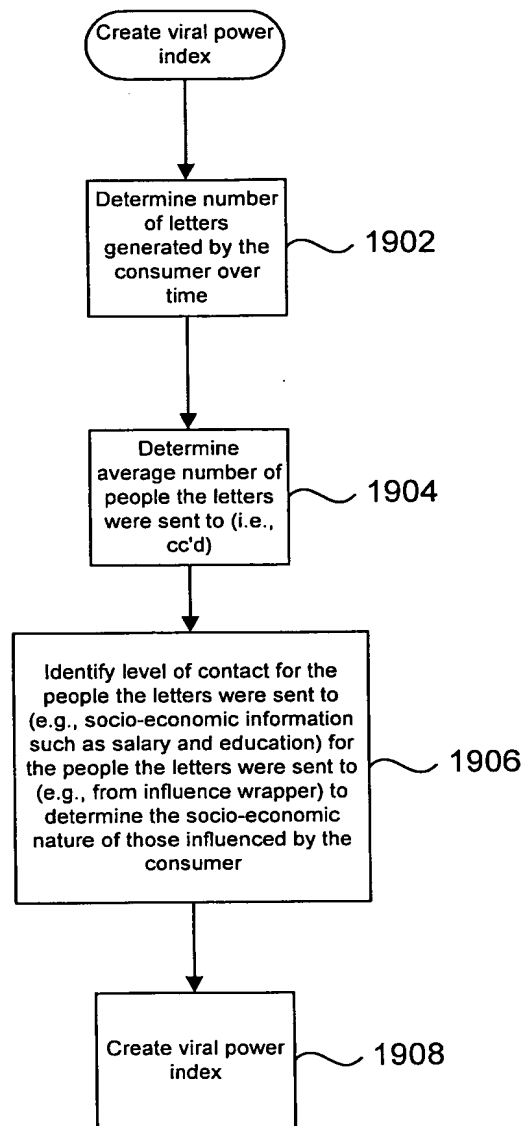 Create viral power
index
Determine number
of letters
generated by the
consumer over
time
1902
Determine
average number of
people the letters
were sent to (i.e.,
cc'd)
1904
Identify level of contact for the
people the letters were sent to
(e.g., socio-economic information
such as salary and education) for
the people the letters were sent to
(e.g., from influence wrapper) to
determine the socio-economic
nature of those influenced by the
consumer
1906
Create viral power
index
1908